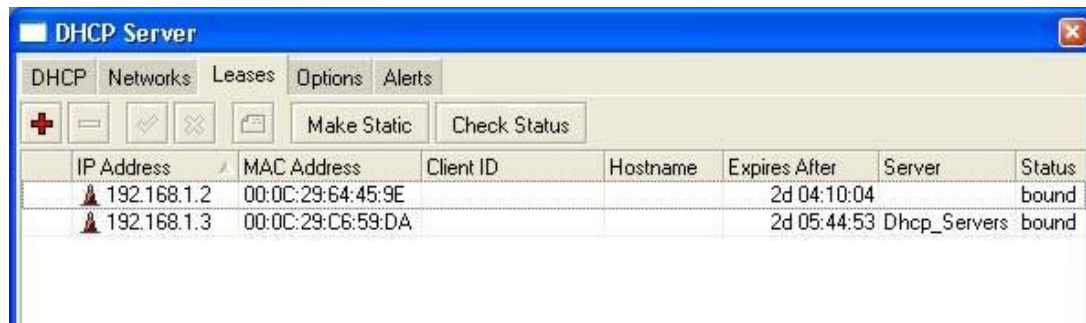 DHCP Server
DHCP Networks Leases Options Alerts
Make Static Check Status
IP Address MAC Address Client ID Hostname Expires After Server Status
192.168.1.2 00:0C:29:64:45:9E 2d 04:10:04 bound
192.168.1.3 00:0C:29:C6:59:DA 2d 05:44:53 Dhcp_Servers bound